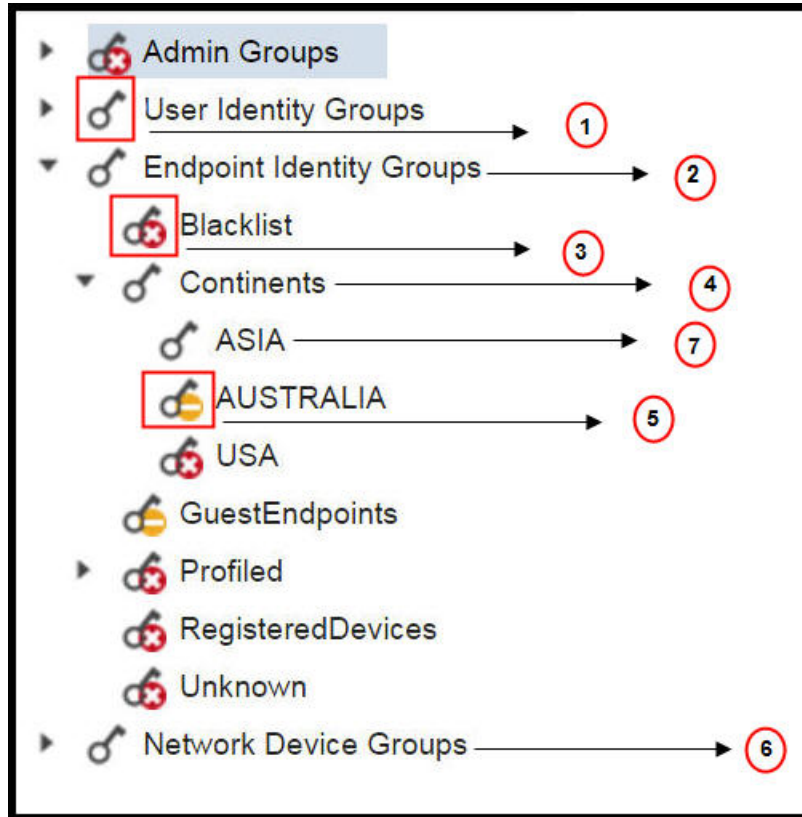 Admin Groups
User Identity Groups
1
Endpoint Identity Groups
2
Blacklist
3
Continents
4
ASIA
7
AUSTRALIA
5
USA
GuestEndpoints
Profiled
RegisteredDevices
Unknown
Network Device Groups
6